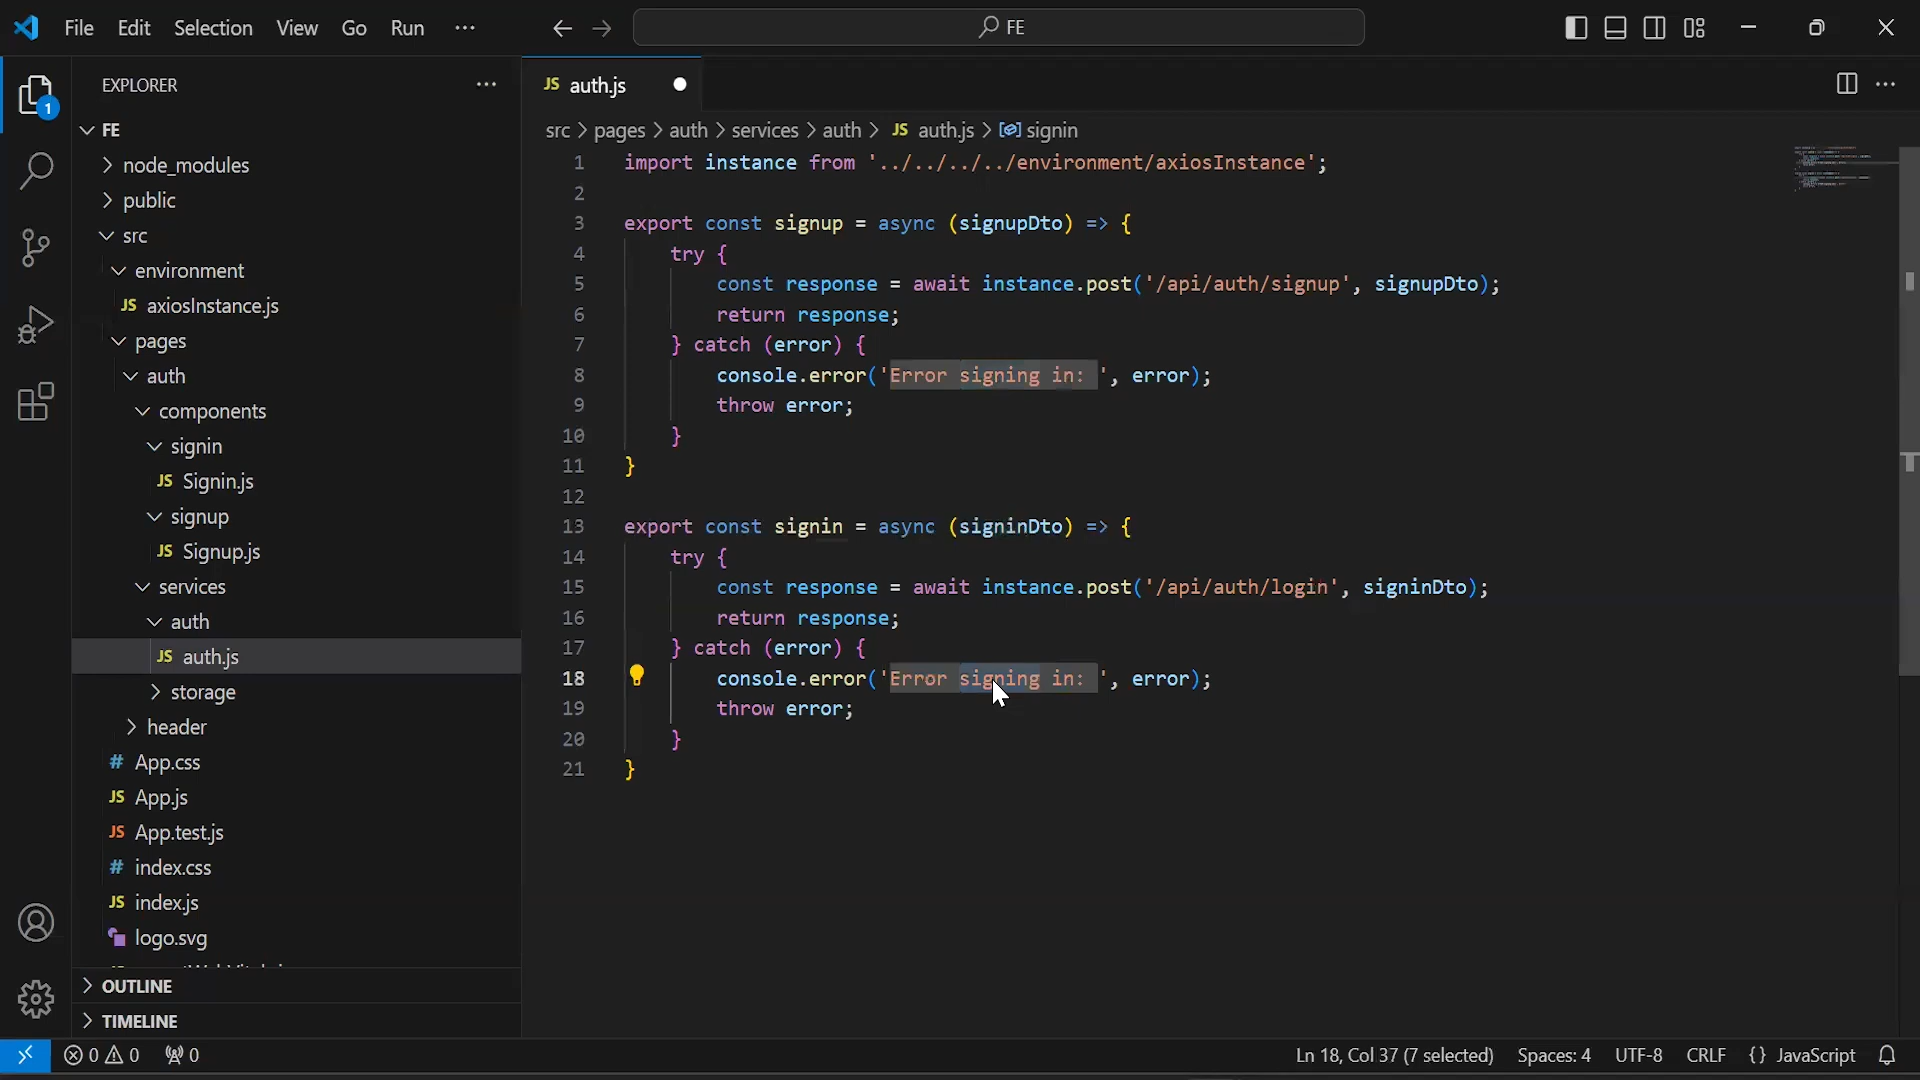 File Edit Selection View Go Run ···
FE
EXPLORER ···
FE
node_modules
public
src
environment
JS axiosInstance.js
pages
auth
components
signin
JS Signin.js
signup
JS Signup.js
services
auth
JS auth.js
storage
header
# App.css
JS App.js
JS App.test.js
# index.css
JS index.js
logo.svg
OUTLINE
TIMELINE
1
JS auth.js
src > pages > auth > services > auth > JS auth.js > signin
1 import instance from '../../../../environment/axiosInstance';
2
3 export const signup = async (signupDto) => {
4 try {
5 const response = await instance.post('/api/auth/signup', signupDto);
6 return response;
7 } catch (error) {
8 console.error('Error signing in: ', error);
9 throw error;
10 }
11 }
12
13 export const signin = async (signinDto) => {
14 try {
15 const response = await instance.post('/api/auth/login', signinDto);
16 return response;
17 } catch (error) {
18 console.error('Error signing in: ', error);
19 throw error;
20 }
21 }
0 0 0 Ln 18, Col 37 (7 selected) Spaces: 4 UTF-8 CRLF {} JavaScript